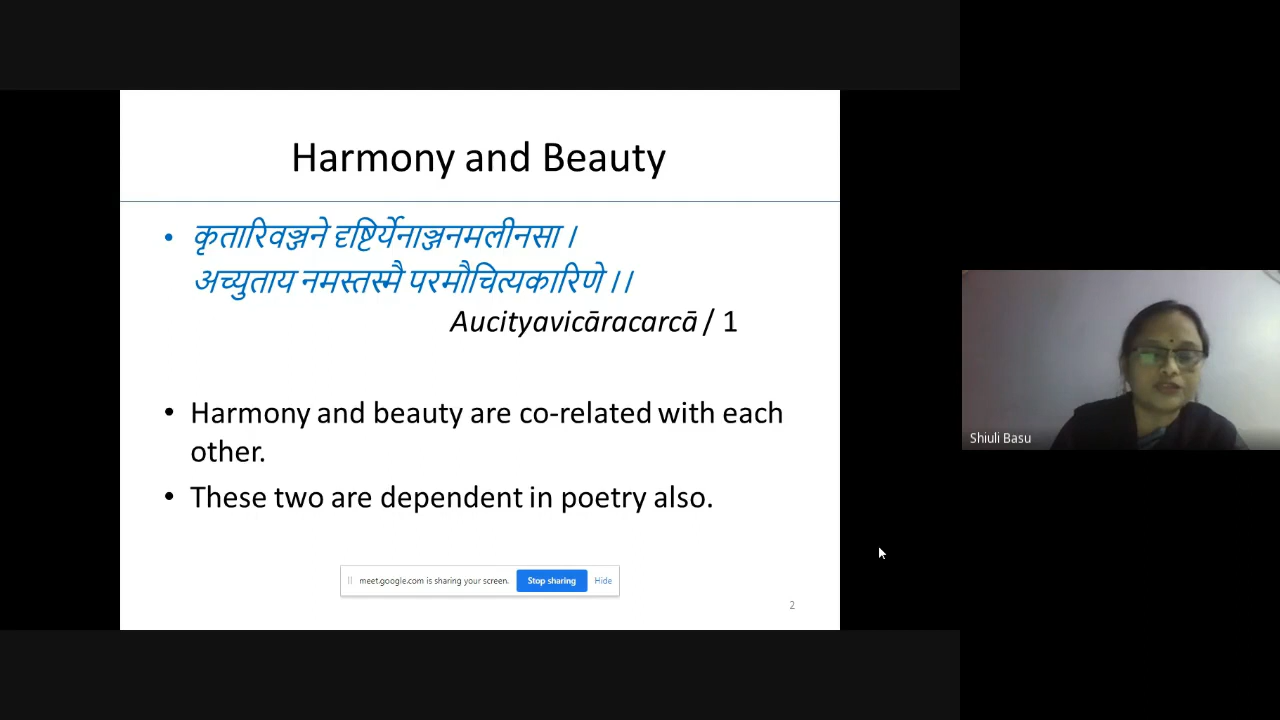 Harmony and Beauty
• कृतारिवञ्जने दृष्टिर्येनाञ्जनमलीनसा ।
अच्युताय नमस्तस्मै परमौचित्यकारिणे ।।
Aucityavicāracarcā / 1
• Harmony and beauty are co-related with each
other.
• These two are dependent in poetry also.
meet.google.com is sharing your screen. Stop sharing Hide
2
Shiuli Basu